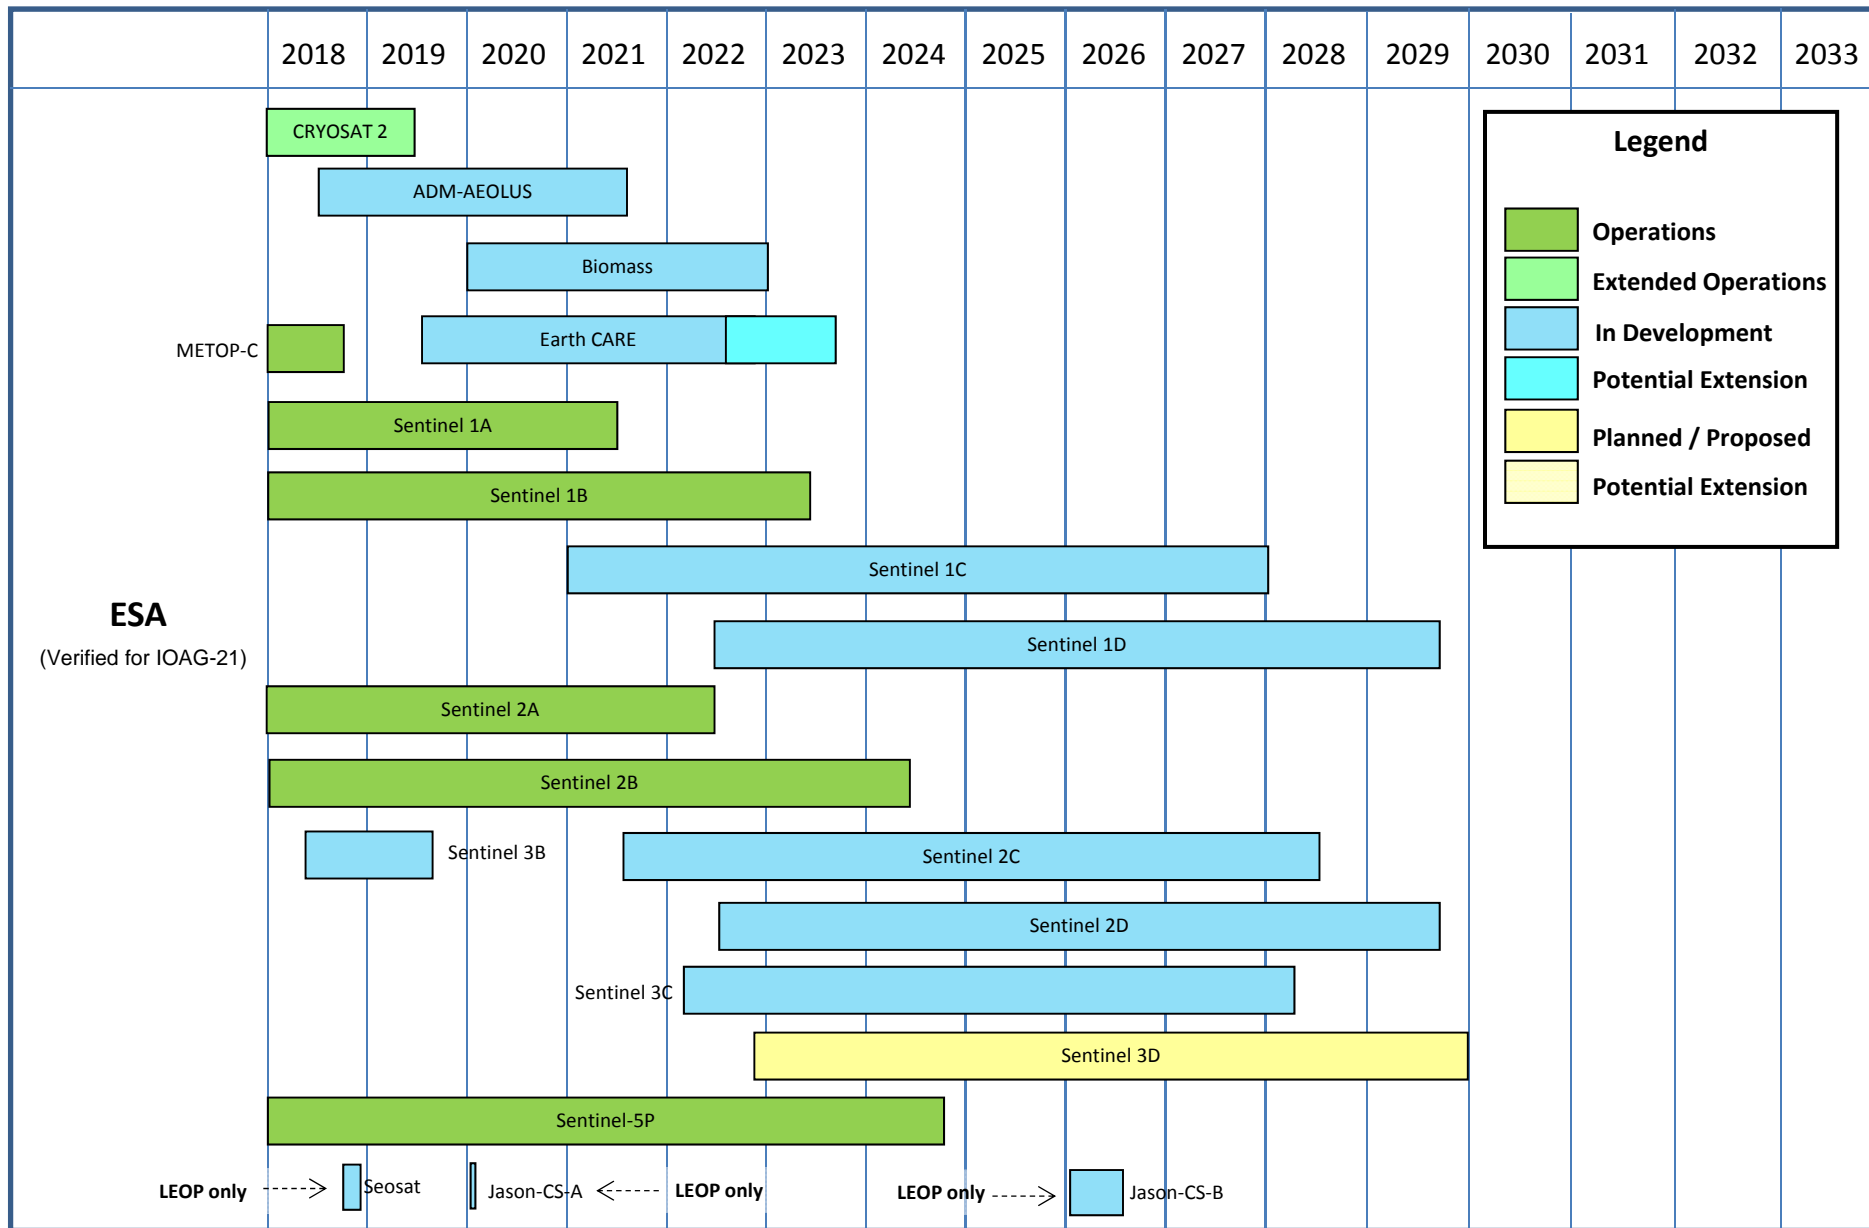 2018 2019 2020 2021 2022 2023 2024 2025 2026 2027 2028 2029 2030 2031 2032 2033
CRYOSAT 2
ADM-AEOLUS
Biomass
Earth CARE
METOP-C
Sentinel 1A
Sentinel 1B
Sentinel 1C
ESA
(Verified for IOAG-21)
Sentinel 1D
Sentinel 2A
Sentinel 2B
Sentinel 3B
Sentinel 2C
Sentinel 2D
Sentinel 3C
Sentinel 3D
Sentinel-5P
LEOP only
Seosat
Jason-CS-A
LEOP only
LEOP only
Jason-CS-B
Legend
Operations
Extended Operations
In Development
Potential Extension
Planned / Proposed
Potential Extension